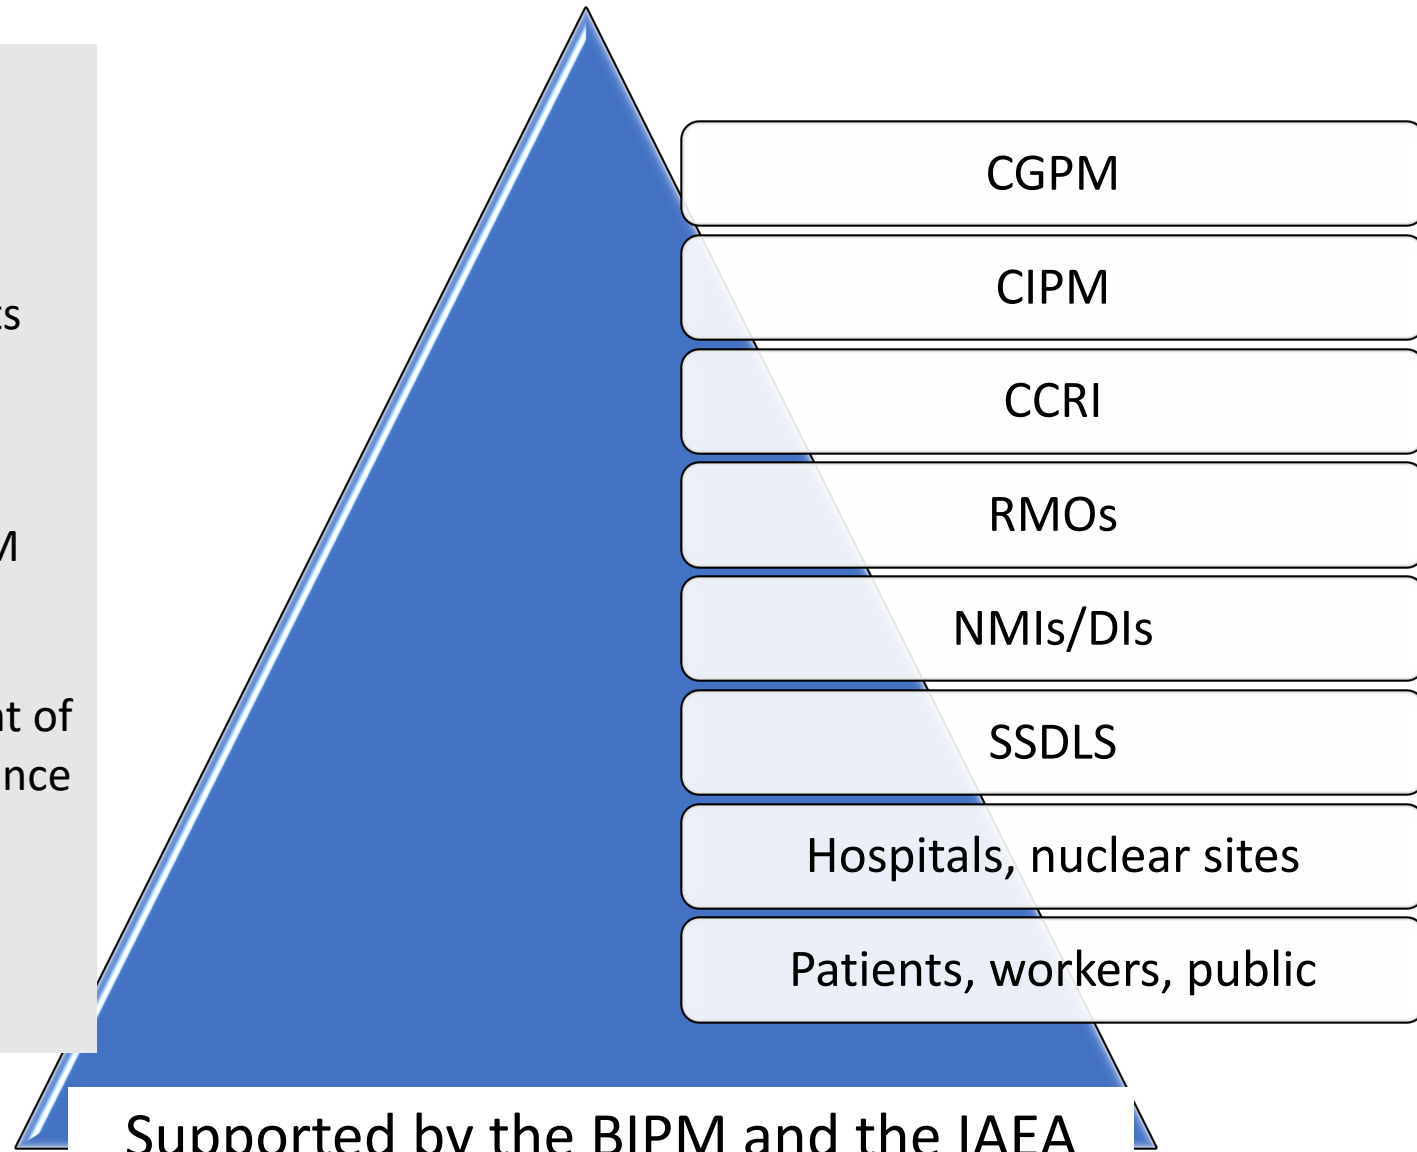 CGPM
CIPM
CCRI
RMOs
NMIs/DIs
SSDLS
Hospitals, nuclear sites
Patients, workers, public
of
Supported by the BIPM and the IAEA